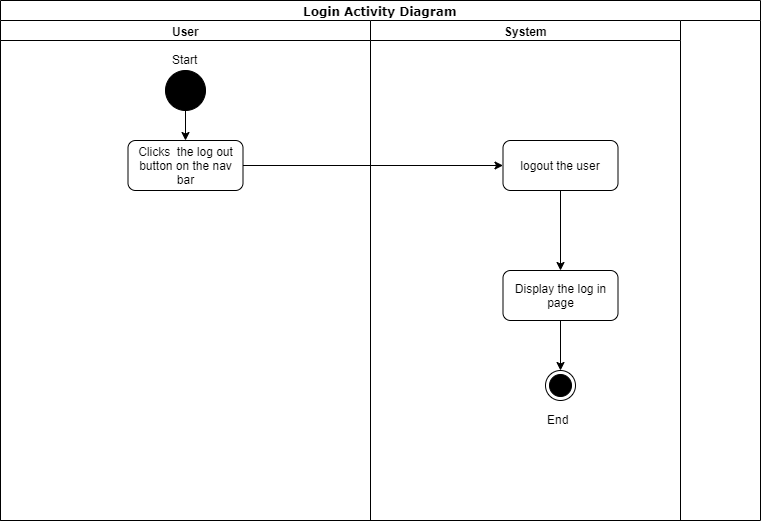 Login Activity Diagram
User
System
Start
Clicks  the log out
button on the nav
bar
logout the user
Display the log in
page
End